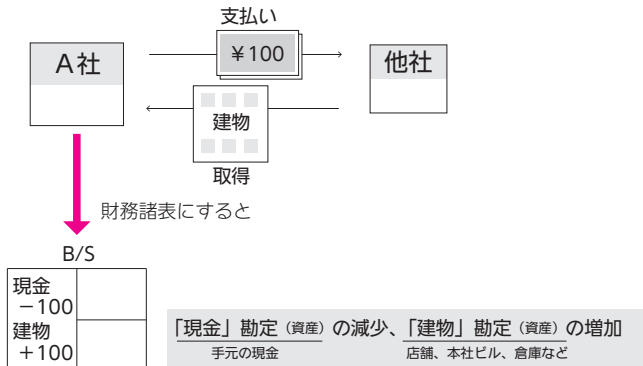 支払い
A社
¥100
他社
建物
取得
財務諸表にすると
B/S
現金
−100
建物
+100
「現金」勘定(資産)の減少、「建物」勘定(資産)の増加
手元の現金 店舗、本社ビル、倉庫など